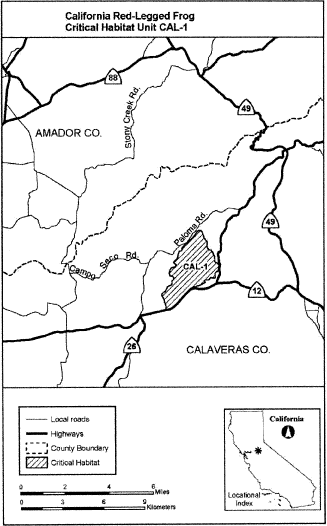 California Red-Legged Frog
Critical Habitat Unit CAL-1
88
Stony Creek Rd.
49
AMADOR CO.
Paloma Rd.
49
Campo Seco Rd.
CAL-1
12
26
CALAVERAS CO.
Local roads
Highways
County Boundary
Critical Habitat
0 2 4 6
Miles
0 3 6 9
Kilometers
California
Locational
Index